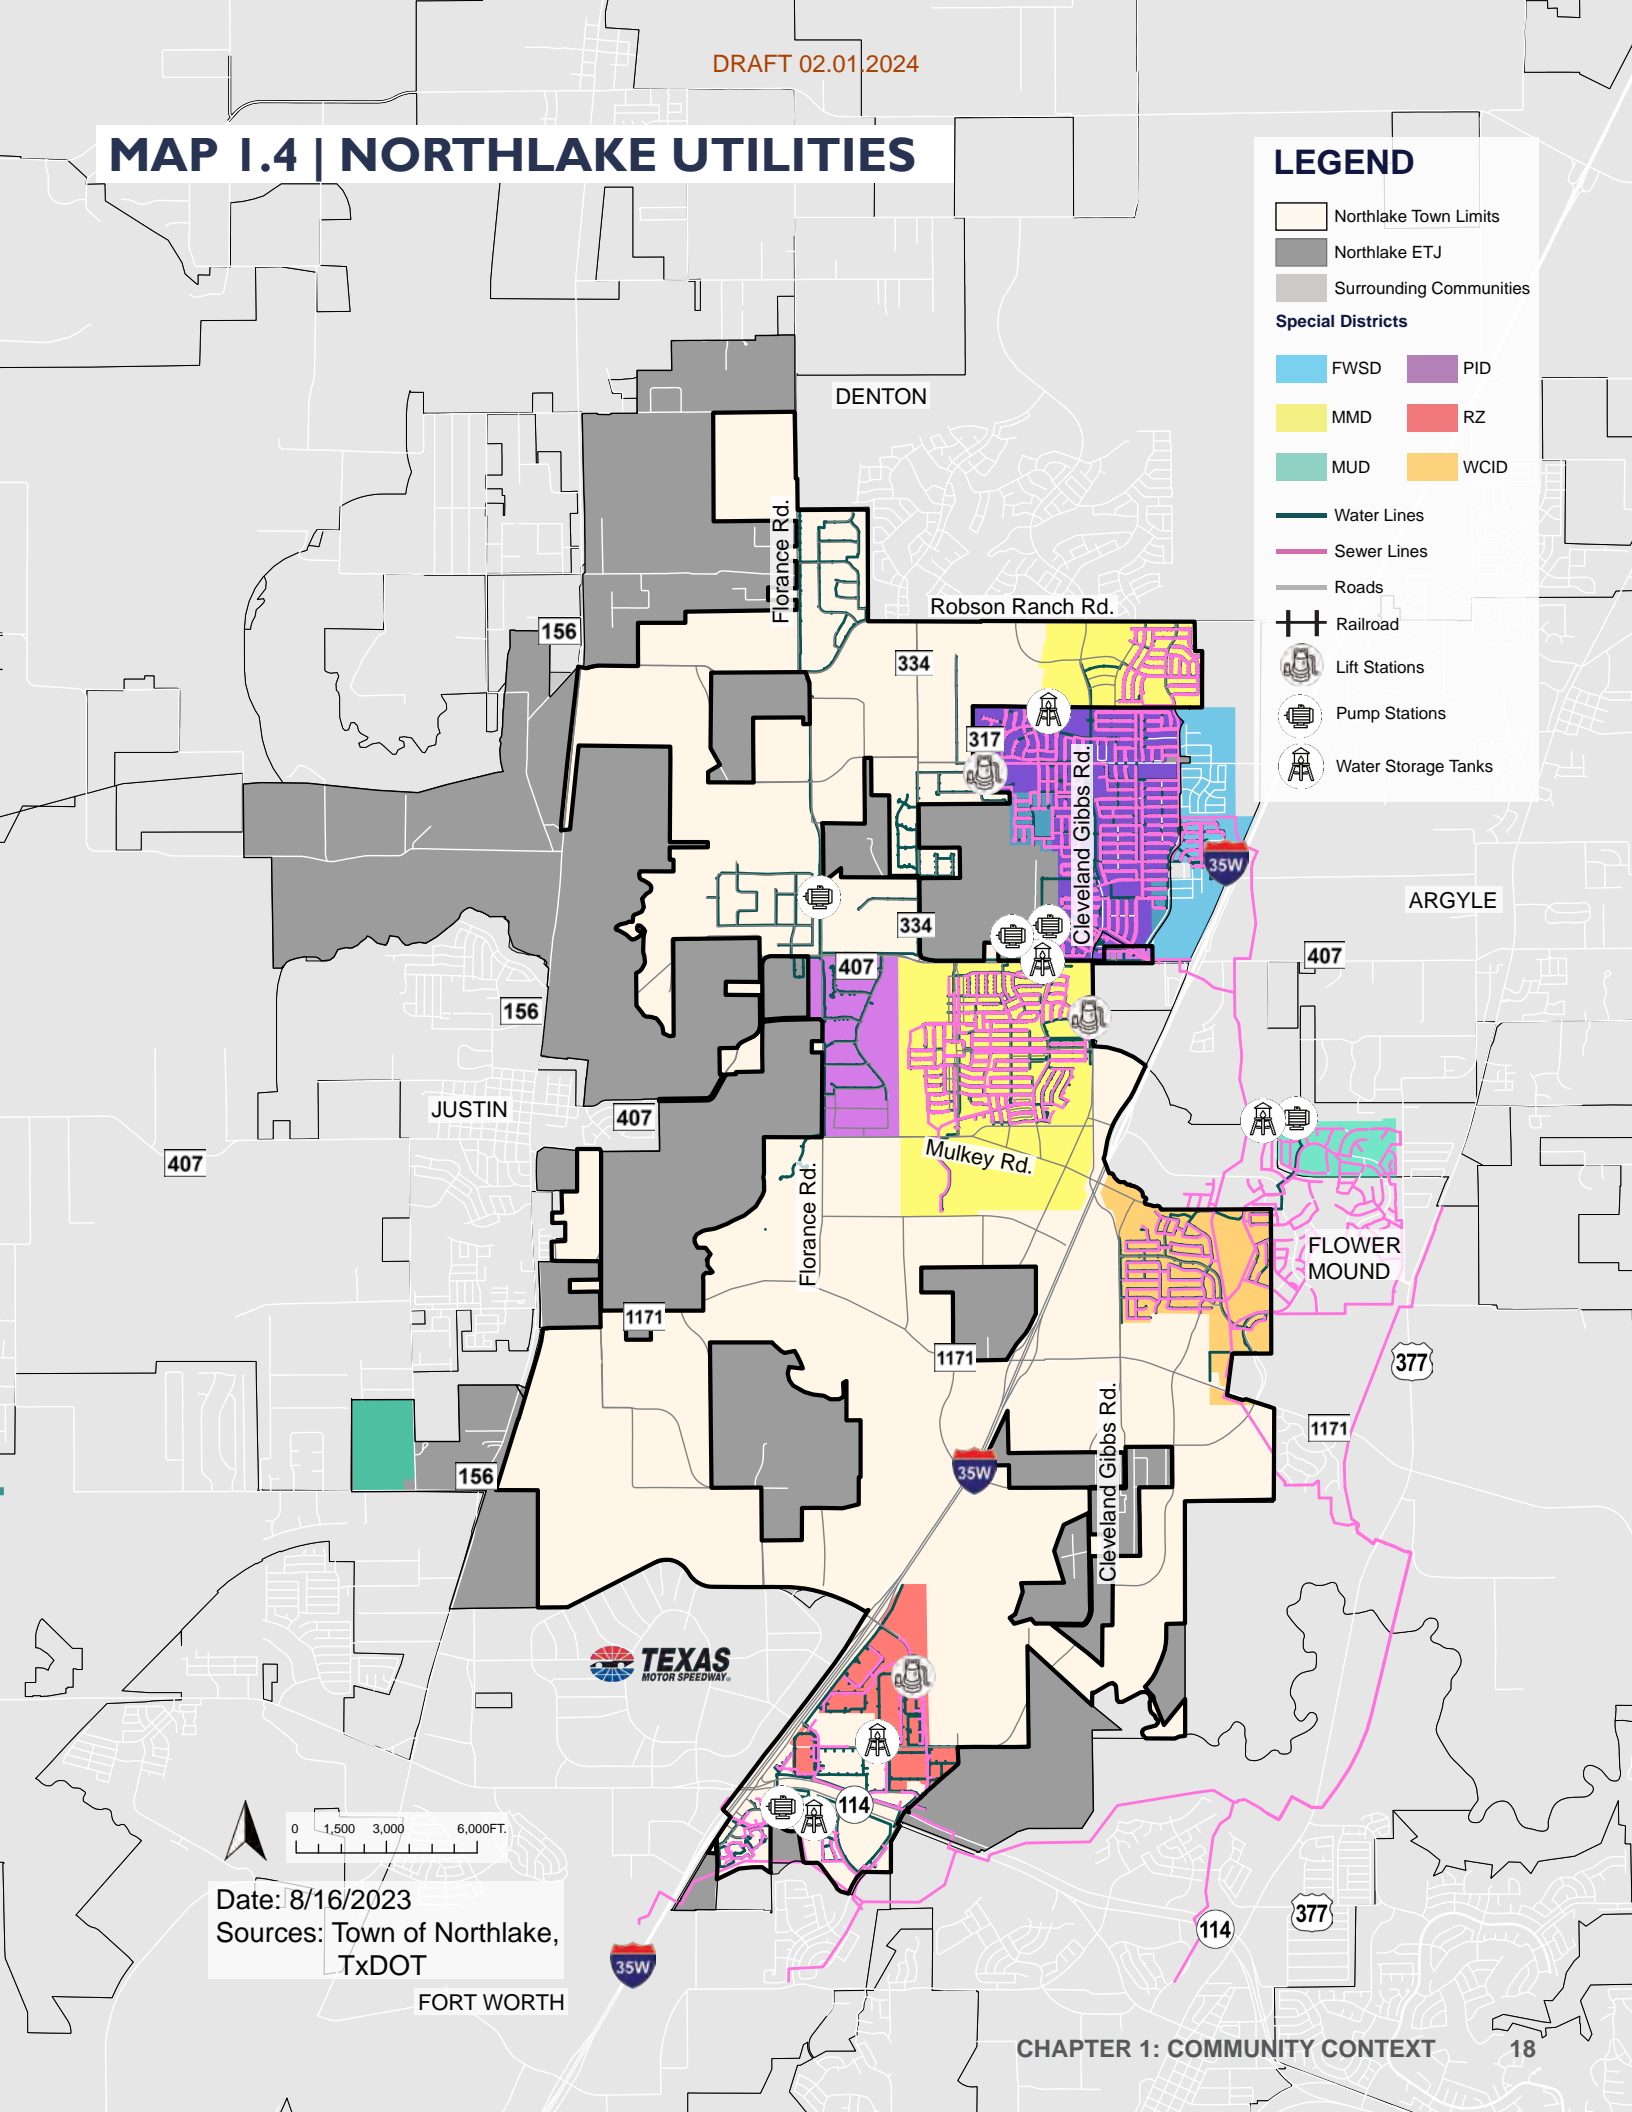 DRAFT 02.01.2024
MAP 1.4 | NORTHLAKE UTILITIES
LEGEND
Northlake Town Limits
Northlake ETJ
Surrounding Communities
Special Districts
FWSD
PID
MMD
RZ
MUD
WCID
Water Lines
Sewer Lines
Roads
Railroad
Lift Stations
Pump Stations
Water Storage Tanks
DENTON
Florance Rd.
Robson Ranch Rd.
156
334
317
Cleveland Gibbs Rd.
35W
ARGYLE
334
407
407
156
JUSTIN
407
407
Mulkey Rd.
Florance Rd.
FLOWER
MOUND
1171
1171
377
Cleveland Gibbs Rd.
1171
35W
156
TEXAS
MOTOR SPEEDWAY
114
0 1,500 3,000 6,000FT.
Date: 8/16/2023
Sources: Town of Northlake,
TxDOT
377
114
35W
FORT WORTH
CHAPTER 1: COMMUNITY CONTEXT 18